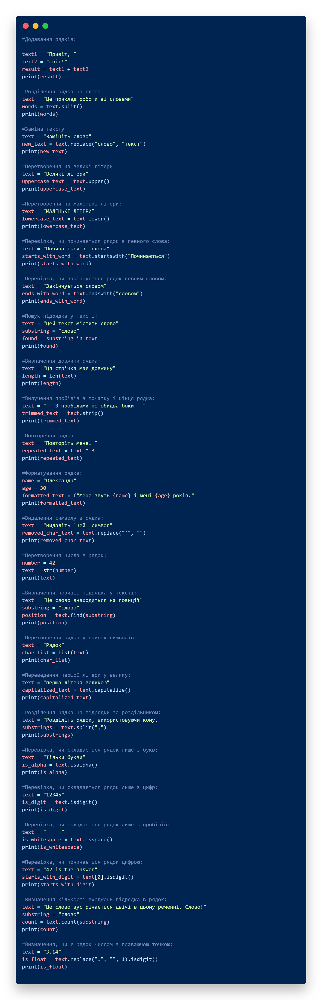 #Додавання рядків:
text1 = "Привіт, "
text2 = "світ!"
result = text1 + text2
print(result)
#Розділення рядка на слова:
text = "Це приклад роботи зі словами"
words = text.split()
print(words)
#Заміна тексту
text = "Замініть слово"
new_text = text.replace("слово", "текст")
print(new_text)
#Перетворення на великі літери
text = "Великі літери"
uppercase_text = text.upper()
print(uppercase_text)
#Перетворення на маленькі літери:
text = "МАЛЕНЬКІ ЛІТЕРИ"
lowercase_text = text.lower()
print(lowercase_text)
#Перевірка, чи починається рядок з певного слова:
text = "Починається зі слова"
starts_with_word = text.startswith("Починається")
print(starts_with_word)
#Перевірка, чи закінчується рядок певним словом:
text = "Закінчується словом"
ends_with_word = text.endswith("словом")
print(ends_with_word)
#Пошук підрядка у тексті:
text = "Цей текст містить слово"
substring = "слово"
found = substring in text
print(found)
#Визначення довжини рядка:
text = "Ця стрічка має довжину"
length = len(text)
print(length)
#Вилучення пробілів з початку і кінця рядка:
text = "   З пробілами по обидва боки   "
trimmed_text = text.strip()
print(trimmed_text)
#Повторення рядка:
text = "Повторіть мене. "
repeated_text = text * 3
print(repeated_text)
#Форматування рядка:
name = "Олександр"
age = 30
formatted_text = f"Мене звуть {name} і мені {age} років."
print(formatted_text)
#Видалення символу з рядка:
text = "Видаліть 'цей' символ"
removed_char_text = text.replace("'", "")
print(removed_char_text)
#Перетворення числа в рядок:
number = 42
text = str(number)
print(text)
#Визначення позиції підрядка у тексті:
text = "Це слово знаходиться на позиції"
substring = "слово"
position = text.find(substring)
print(position)
#Перетворення рядка у список символів:
text = "Рядок"
char_list = list(text)
print(char_list)
#Переведення першої літери у велику:
text = "перша літера великою"
capitalized_text = text.capitalize()
print(capitalized_text)
#Розділення рядка на підрядки за роздільником:
text = "Розділіть рядок, використовуючи кому."
substrings = text.split(",")
print(substrings)
#Перевірка, чи складається рядок лише з букв:
text = "Тільки букви"
is_alpha = text.isalpha()
print(is_alpha)
#Перевірка, чи складається рядок лише з цифр:
text = "12345"
is_digit = text.isdigit()
print(is_digit)
#Перевірка, чи складається рядок лише з пробілів:
text = "     "
is_whitespace = text.isspace()
print(is_whitespace)
#Перевірка, чи починається рядок цифрою:
text = "42 is the answer"
starts_with_digit = text[0].isdigit()
print(starts_with_digit)
#Визначення кількості входжень підрядка в рядок:
text = "Це слово зустрічається двічі в цьому реченні. Слово!"
substring = "слово"
count = text.count(substring)
print(count)
#Визначення, чи є рядок числом з плаваючою точкою:
text = "3.14"
is_float = text.replace(".", "", 1).isdigit()
print(is_float)